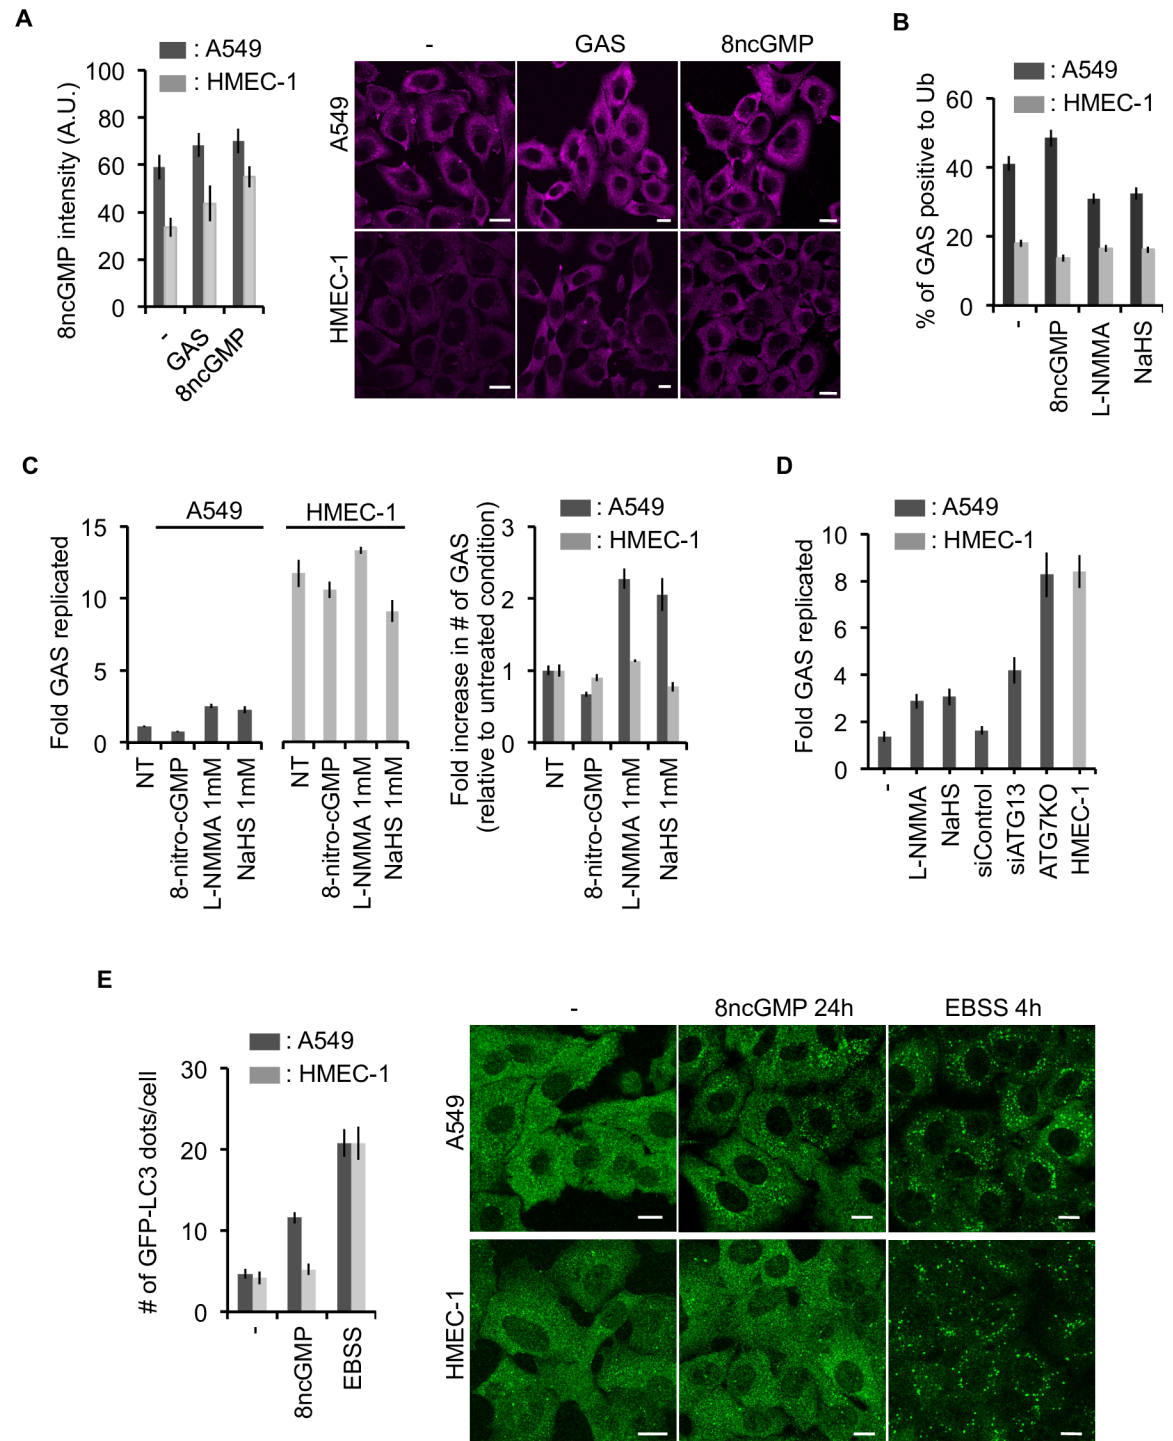 A
: A549
: HMEC-1
8ncGMP intensity (A.U.)
100
80
60
40
20
0
-
GAS
8ncGMP
-
GAS
8ncGMP
A549
HMEC-1
B
: A549
: HMEC-1
% of GAS positive to Ub
60
40
20
0
-
8ncGMP
L-NMMA
NaHS
C
A549
HMEC-1
Fold GAS replicated
15
10
5
0
NT
8-nitro-cGMP
L-NMMA 1mM
NaHS 1mM
NT
8-nitro-cGMP
L-NMMA 1mM
NaHS 1mM
: A549
: HMEC-1
Fold increase in # of GAS
(relative to untreated condition)
3
2
1
0
NT
8-nitro-cGMP
L-NMMA 1mM
NaHS 1mM
D
: A549
: HMEC-1
Fold GAS replicated
10
8
6
4
2
0
-
L-NMMA
NaHS
siControl
siATG13
ATG7KO
HMEC-1
E
: A549
: HMEC-1
# of GFP-LC3 dots/cell
30
20
10
0
-
8ncGMP
EBSS
-
8ncGMP 24h
EBSS 4h
A549
HMEC-1